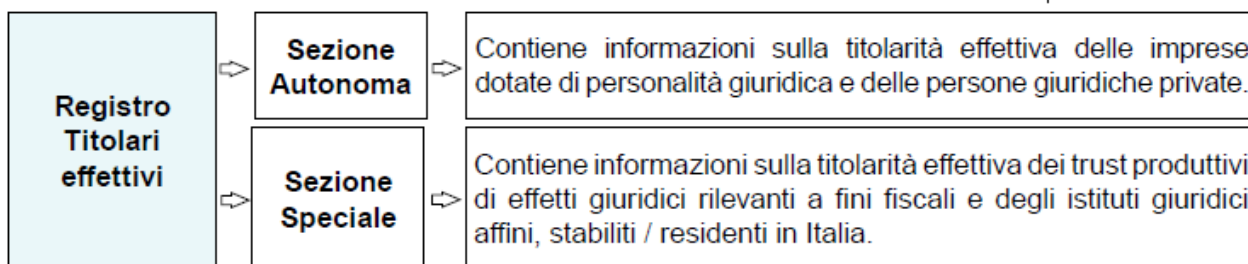 Registro
Titolari
effettivi
Sezione
Autonoma
Contiene informazioni sulla titolarità effettiva delle imprese
dotate di personalità giuridica e delle persone giuridiche private.
Sezione
Speciale
Contiene informazioni sulla titolarità effettiva dei trust produttivi
di effetti giuridici rilevanti a fini fiscali e degli istituti giuridici
affini, stabiliti / residenti in Italia.